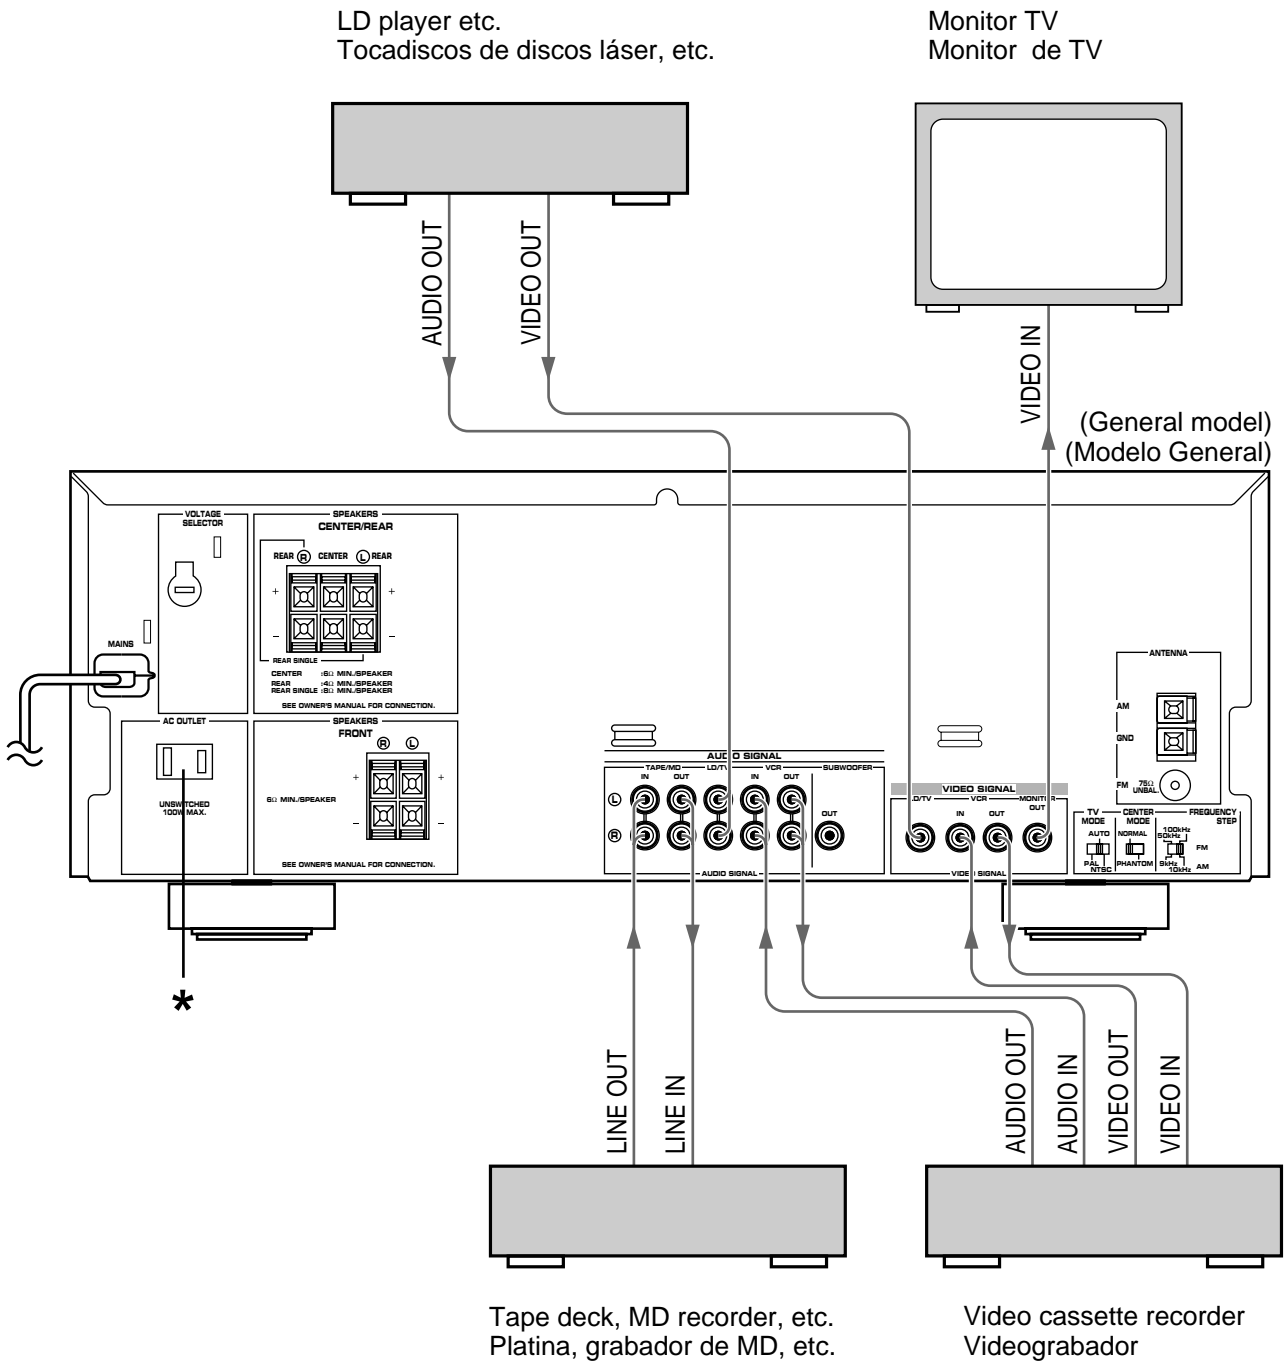 LD player etc.
Tocadiscos de discos láser, etc.
Monitor TV
Monitor de TV
AUDIO OUT
VIDEO OUT
VIDEO IN
(General model)
(Modelo General)
VOLTAGE
SELECTOR
SPEAKERS
CENTER/REAR
REAR R CENTER L REAR
+ +
– –
REAR SINGLE
CENTER :6Ω MIN./SPEAKER
REAR :4Ω MIN./SPEAKER
REAR SINGLE :8Ω MIN./SPEAKER
SEE OWNER'S MANUAL FOR CONNECTION.
MAINS
AC OUTLET
UNSWITCHED
100W MAX.
*
SPEAKERS
FRONT
R L
+ +
6Ω MIN./SPEAKER
– –
SEE OWNER'S MANUAL FOR CONNECTION.
AUDIO SIGNAL
TAPE/MD LD/TV VCR SUBWOOFER
IN OUT IN OUT
L
OUT
R
AUDIO SIGNAL
VIDEO SIGNAL
LD/TV VCR MONITOR
OUT
IN OUT
VIDEO SIGNAL
ANTENNA
AM
GND
FM 75Ω
UNBAL.
TV
MODE
AUTO
PAL
NTSC
CENTER
MODE
NORMAL
PHANTOM
FREQUENCY
STEP
100kHz
50kHz
FM
9kHz
10kHz
AM
LINE OUT
LINE IN
AUDIO OUT
AUDIO IN
VIDEO OUT
VIDEO IN
Tape deck, MD recorder, etc.
Platina, grabador de MD, etc.
Video cassette recorder
Videograbador